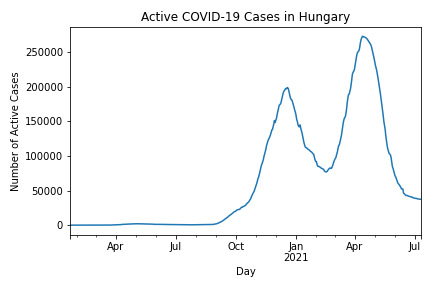 Active COVID-19 Cases in Hungary
Number of Active Cases
250000
200000
150000
100000
50000
0
Apr
Jul
Oct
Jan
2021
Apr
Jul
Day